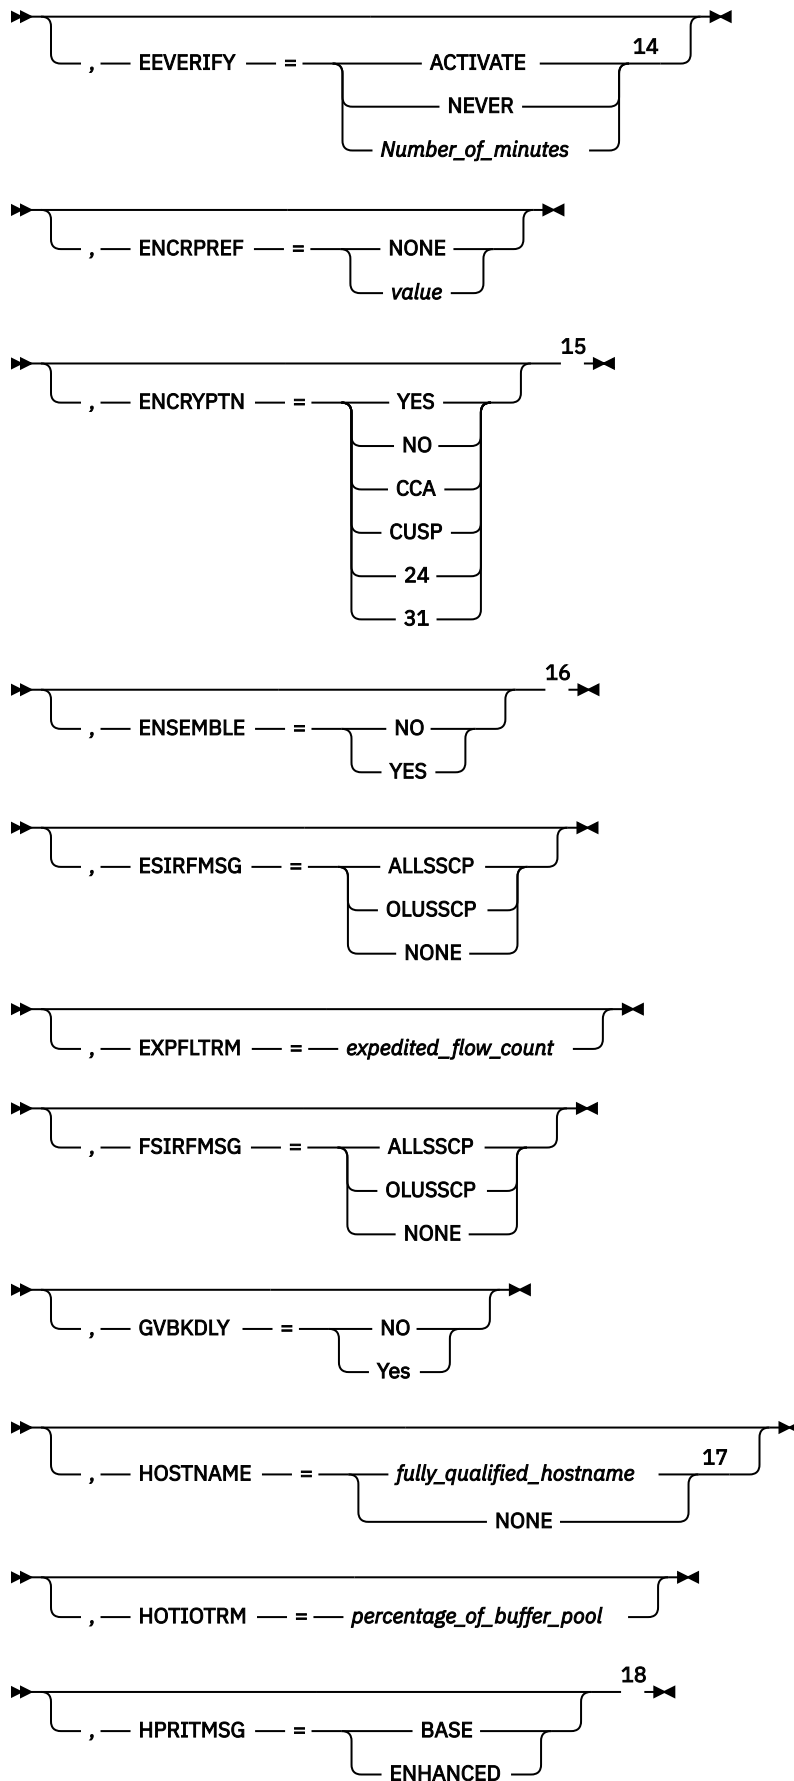 14
, EEVERIFY = ACTIVATE
NEVER
Number_of_minutes
, ENCRPREF = NONE
value
15
, ENCRYPTN = YES
NO
CCA
CUSP
24
31
16
, ENSEMBLE = NO
YES
, ESIRFMSG = ALLSSCP
OLUSSCP
NONE
, EXPFLTRM = expedited_flow_count
, FSIRFMSG = ALLSSCP
OLUSSCP
NONE
, GVBKDLY = NO
Yes
17
, HOSTNAME = fully_qualified_hostname
NONE
, HOTIOTRM = percentage_of_buffer_pool
18
, HPRITMSG = BASE
ENHANCED